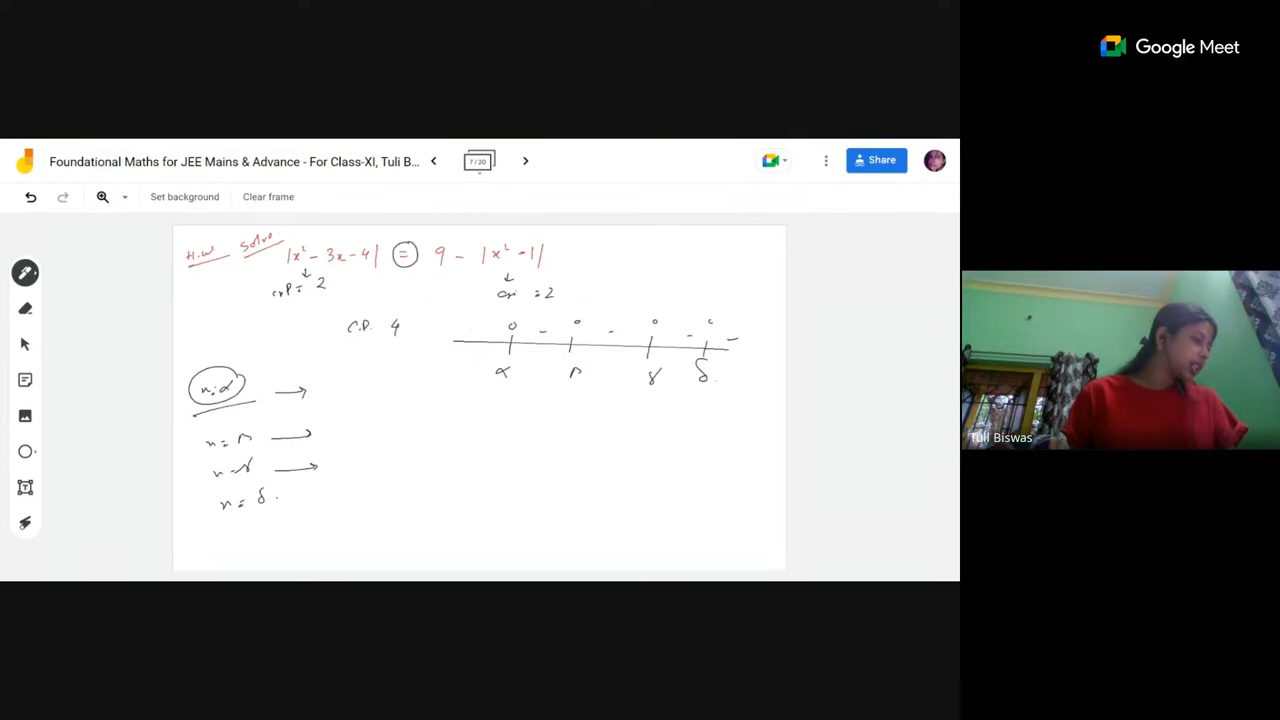 Google Meet
Foundational Maths for JEE Mains & Advance - For Class-XI, Tuli B...
7 / 20
Share
Set background
Clear frame
H.W Solve |x² - 3x - 4| = 9 - |x² - 1|
= 2
= 2
C.P. 4
α β γ δ
x = α
x = β
x = γ
x = δ
Tuli Biswas